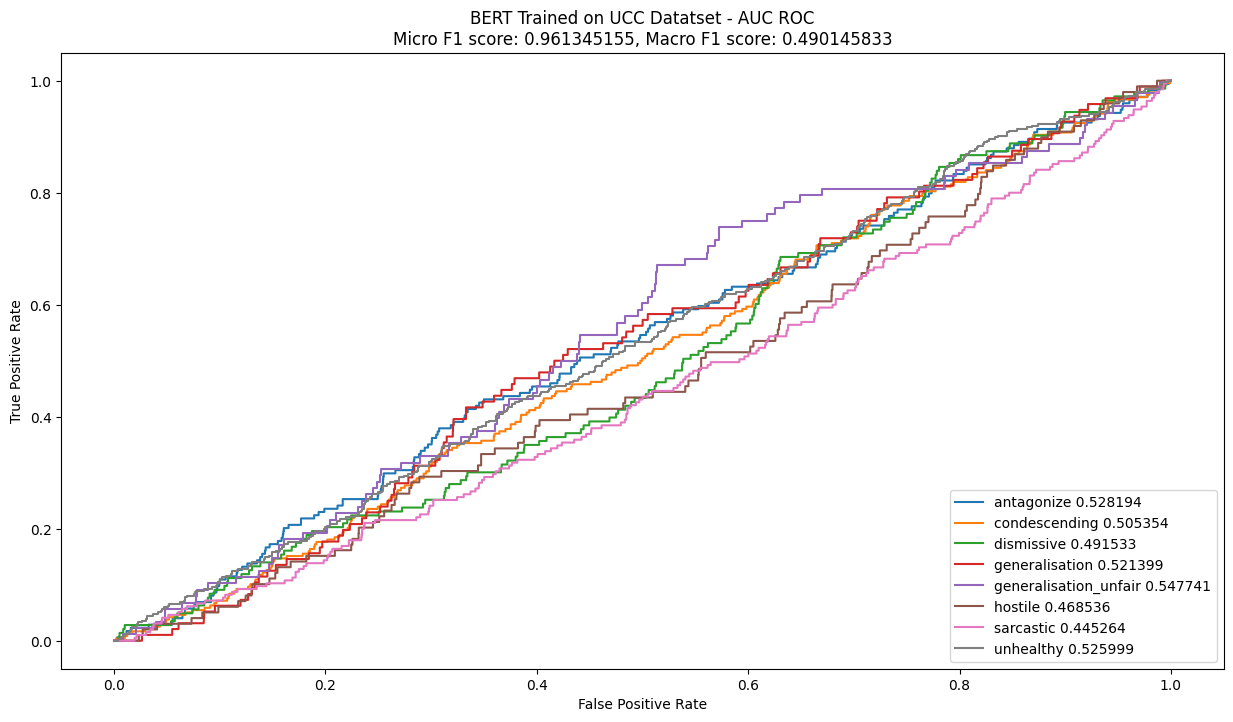 BERT Trained on UCC Datatset - AUC ROC
Micro F1 score: 0.961345155, Macro F1 score: 0.490145833
1.0
0.8
0.6
0.4
0.2
0.0
True Positive Rate
antagonize 0.528194
condescending 0.505354
dismissive 0.491533
generalisation 0.521399
generalisation_unfair 0.547741
hostile 0.468536
sarcastic 0.445264
unhealthy 0.525999
0.0 0.2 0.4 0.6 0.8 1.0
False Positive Rate